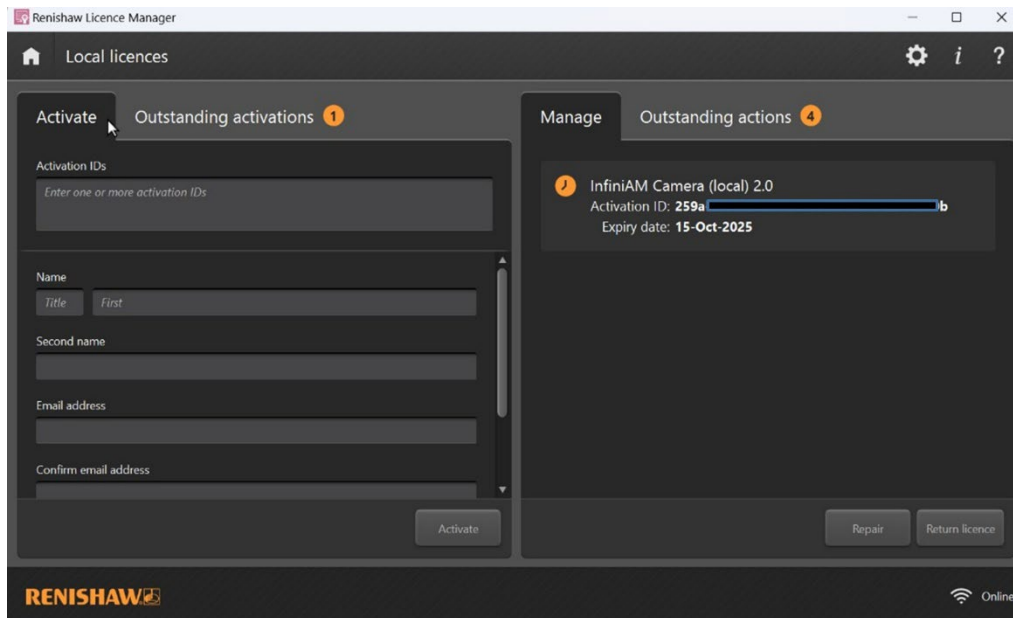 Renishaw Licence Manager
Local licences
i ?
Activate Outstanding activations 1
Activation IDs
Enter one or more activation IDs
Name
Title First
Second name
Email address
Confirm email address
Activate
Manage Outstanding actions 4
InfiniAM Camera (local) 2.0
Activation ID: 259a b
Expiry date: 15-Oct-2025
Repair Return licence
RENISHAW
Online